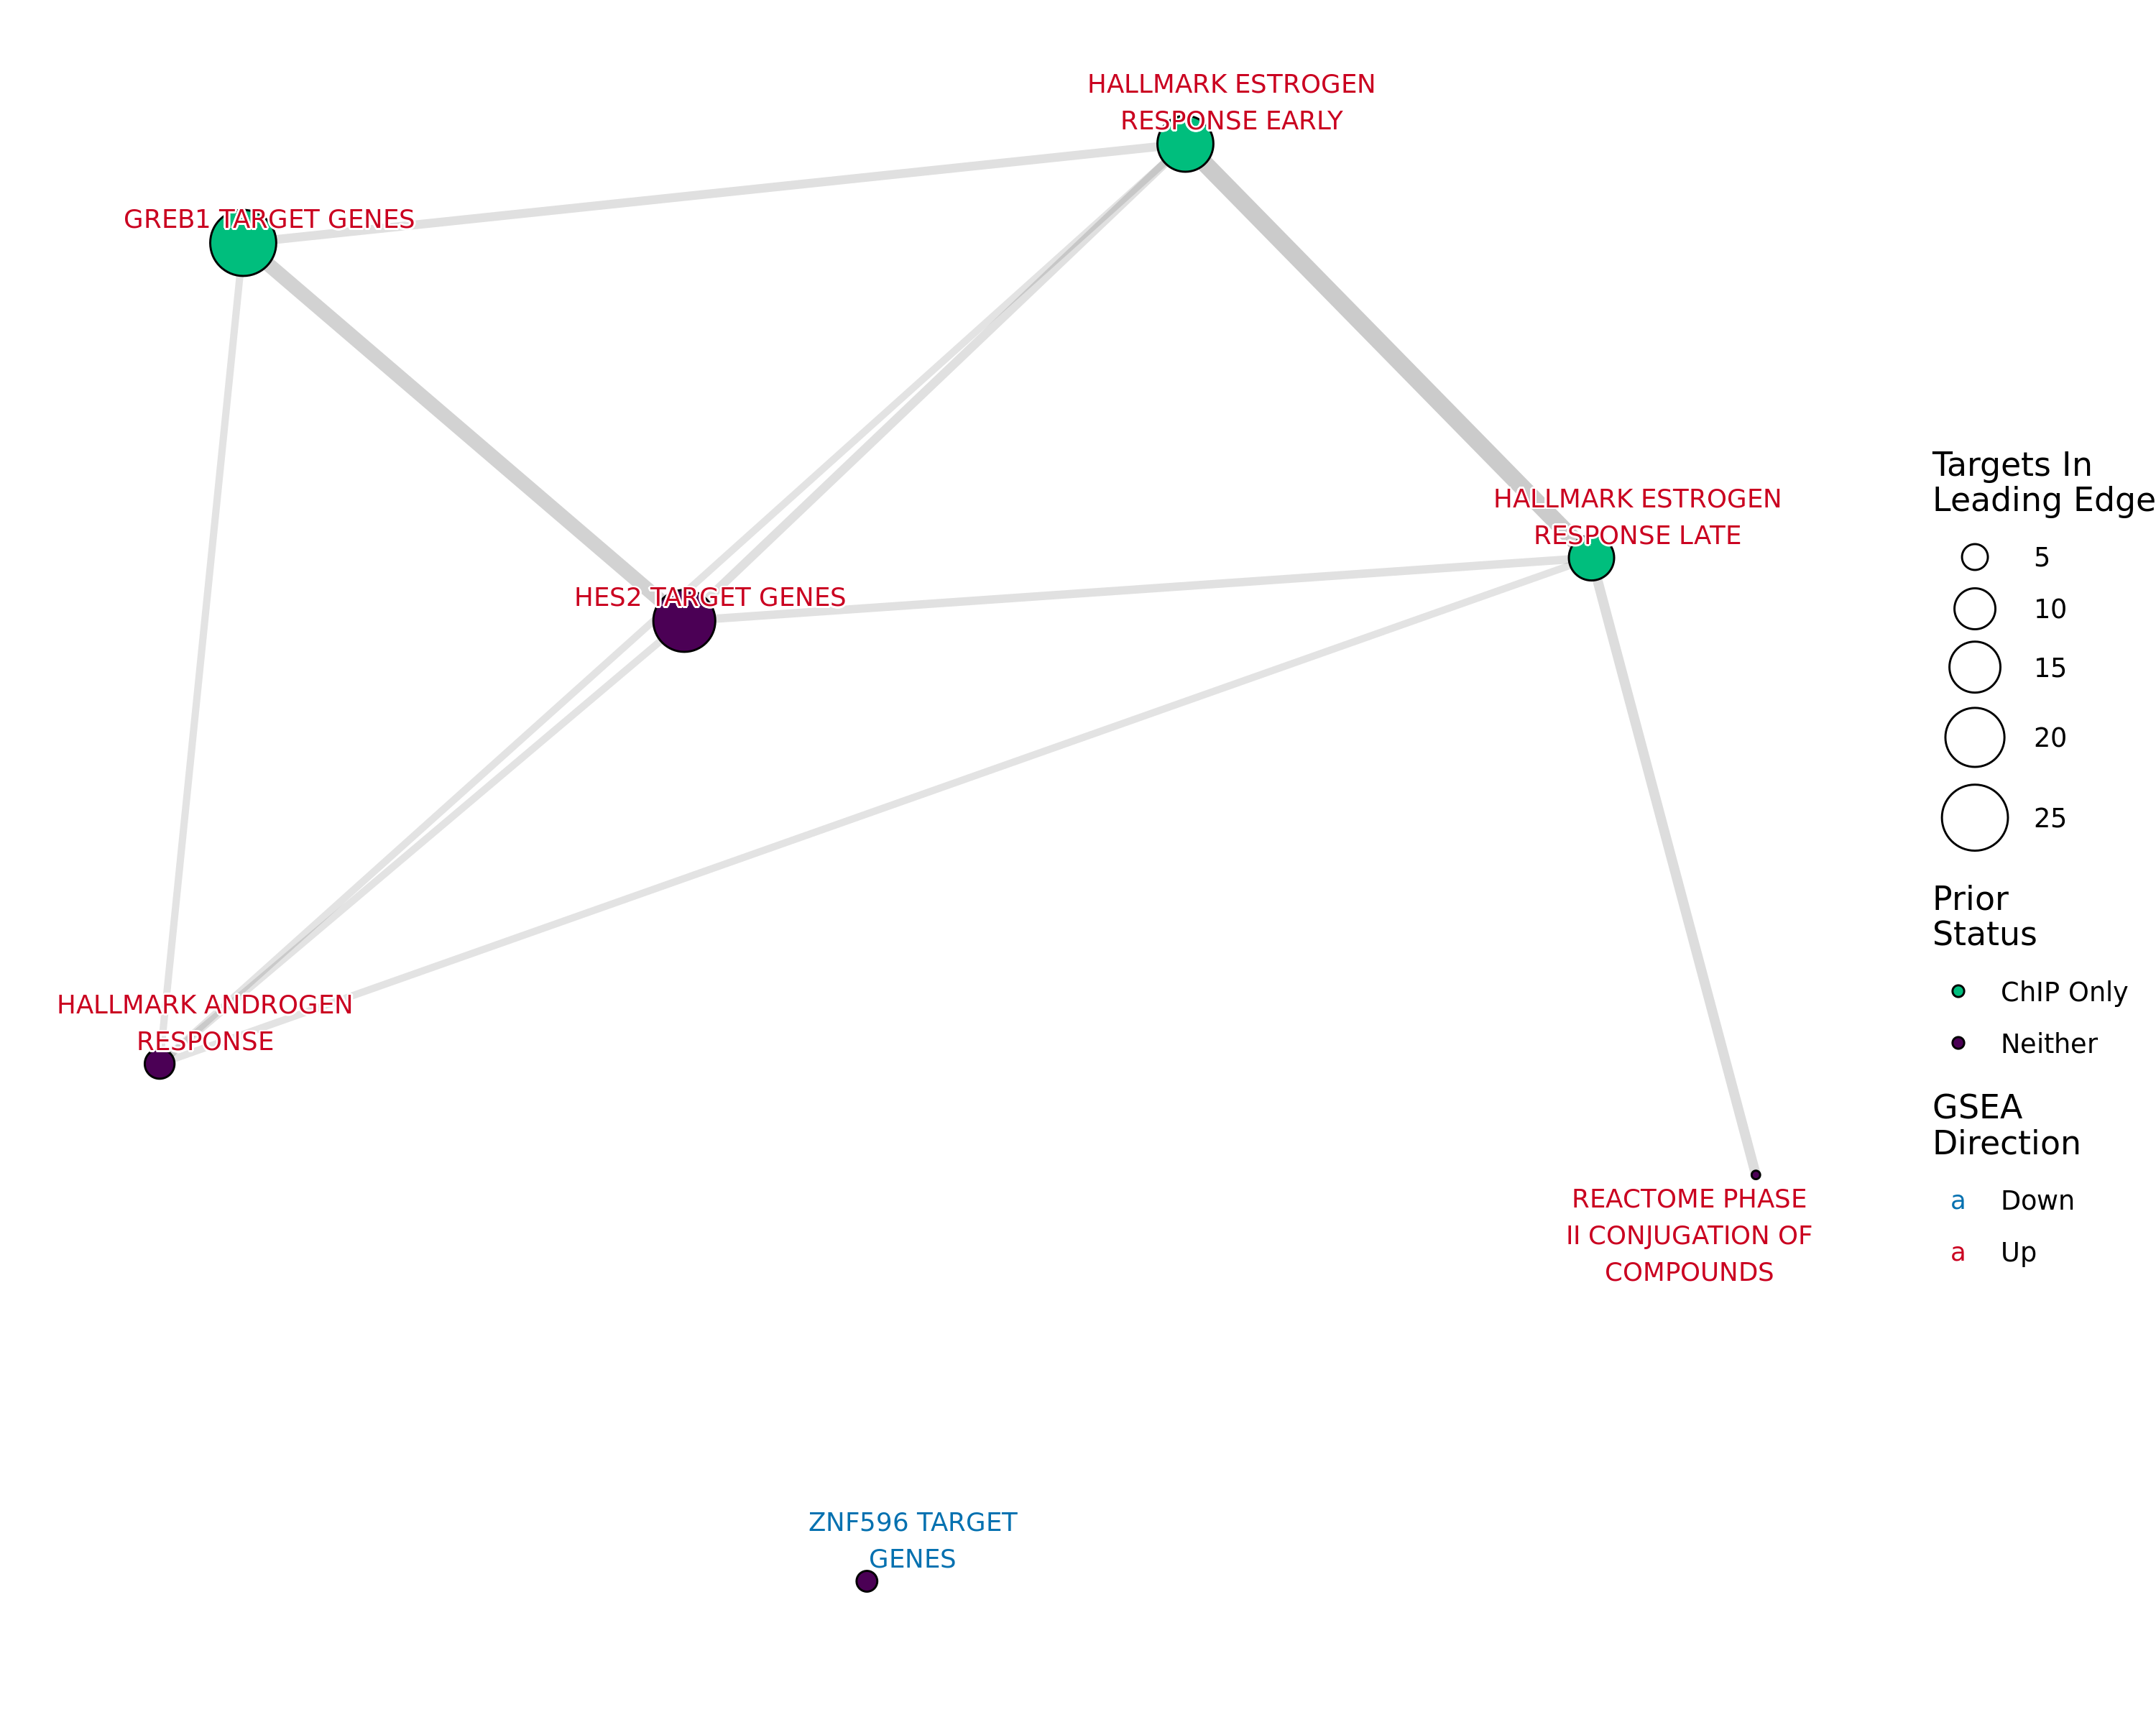 HALLMARK ESTROGEN
RESPONSE EARLY
GREB1 TARGET GENES
HALLMARK ESTROGEN
RESPONSE LATE
HES2 TARGET GENES
HALLMARK ANDROGEN
RESPONSE
REACTOME PHASE
II CONJUGATION OF
COMPOUNDS
ZNF596 TARGET
GENES
Targets In
Leading Edge
5
10
15
20
25
Prior
Status
ChIP Only
Neither
GSEA
Direction
a Down
a Up